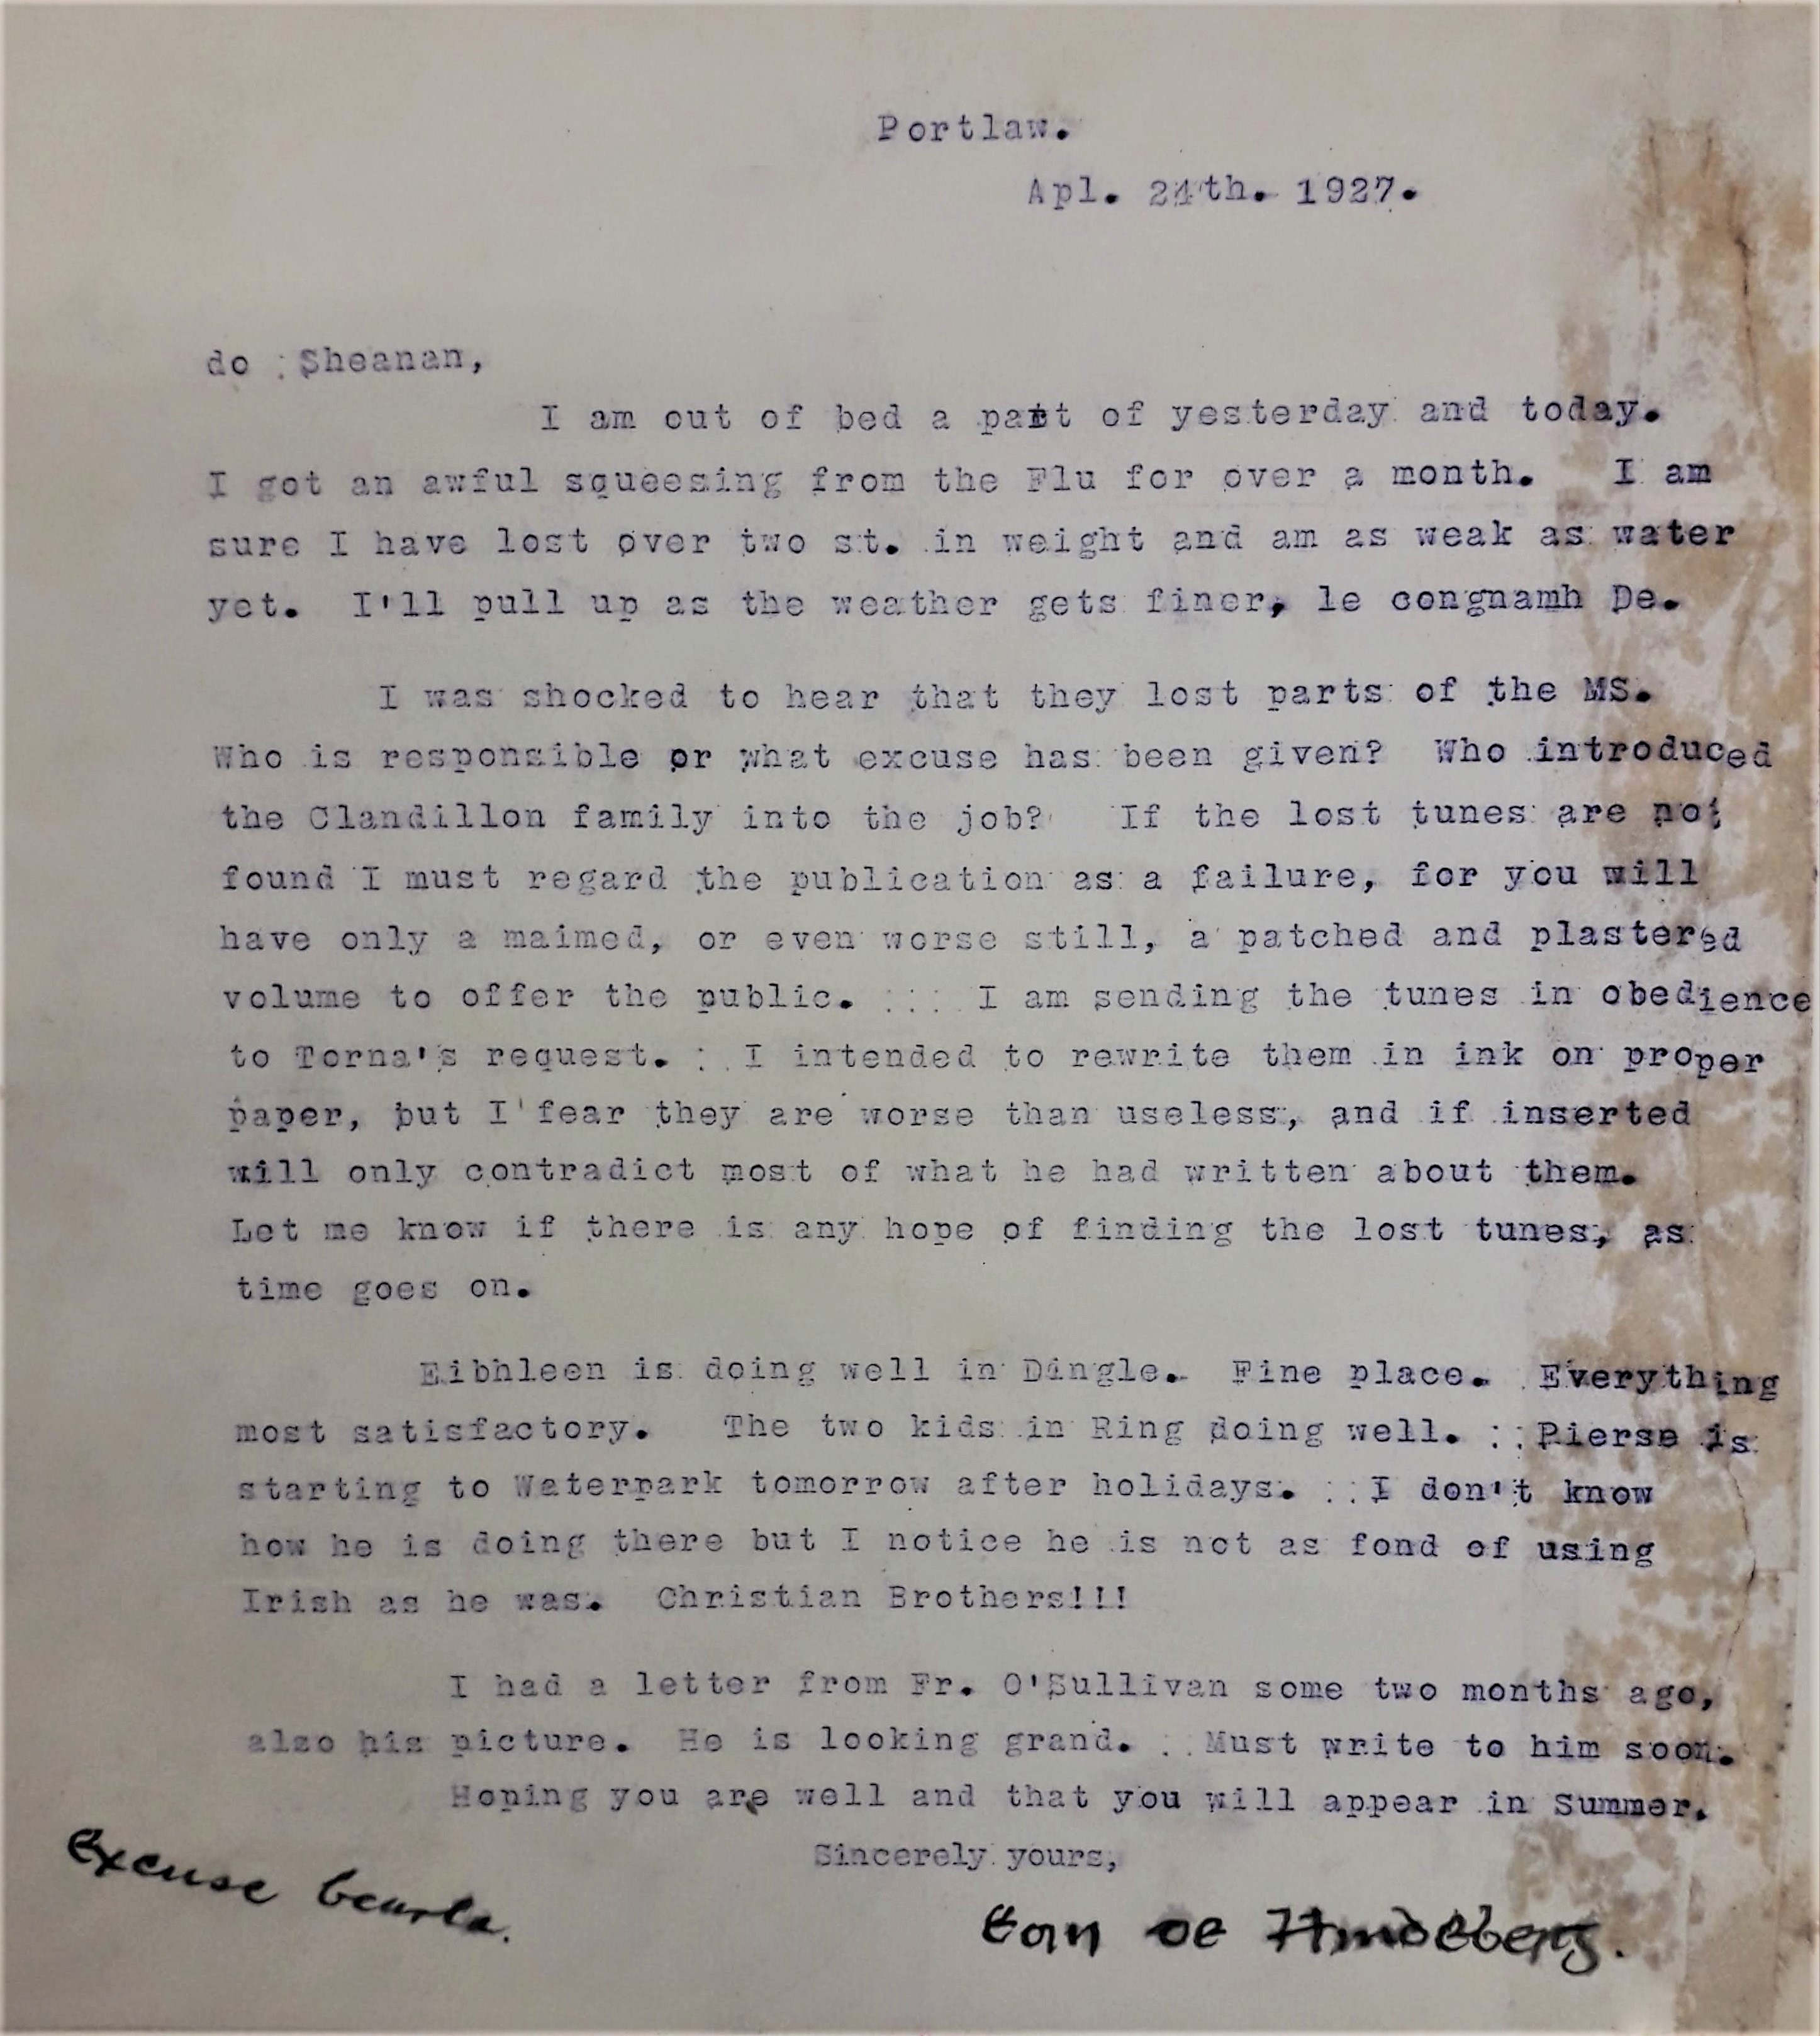 Portlaw.
Apl. 24th. 1927.
do Sheanan,
I am out of bed a part of yesterday and today.
I got an awful squeesing from the Flu for over a month. I am
sure I have lost over two st. in weight and am as weak as water
yet. I'll pull up as the weather gets finer, le congnamh De.
I was shocked to hear that they lost parts of the MS.
Who is responsible or what excuse has been given? Who introduced
the Clandillon family into the job? If the lost tunes are not
found I must regard the publication as a failure, for you will
have only a maimed, or even worse still, a patched and plastered
volume to offer the public. I am sending the tunes in obedience
to Torna's request. I intended to rewrite them in ink on proper
paper, but I fear they are worse than useless, and if inserted
will only contradict most of what he had written about them.
Let me know if there is any hope of finding the lost tunes, as
time goes on.
Eibhleen is doing well in Dingle. Fine place. Everything
most satisfactory. The two kids in Ring doing well. Pierse is
starting to Waterpark tomorrow after holidays. I don't know
how he is doing there but I notice he is not as fond of using
Irish as he was. Christian Brothers!!!
I had a letter from Fr. O'Sullivan some two months ago,
also his picture. He is looking grand. Must write to him soon.
Hoping you are well and that you will appear in Summer.
Sincerely yours,
Excuse beurla.
Eoin de Hindeberg.